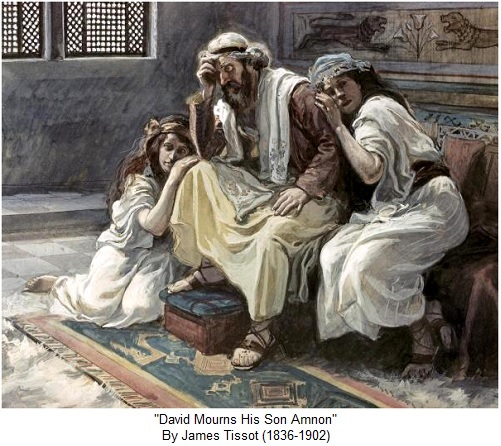 "David Mourns His Son Amnon"
By James Tissot (1836-1902)